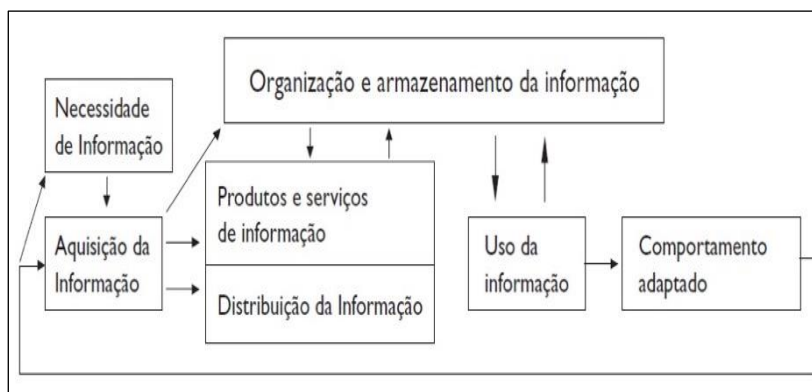 Organização e armazenamento da informação
Necessidade
de Informação
Aquisição da
Informação
Produtos e serviços
de informação
Distribuição da Informação
Uso da
informação
Comportamento
adaptado